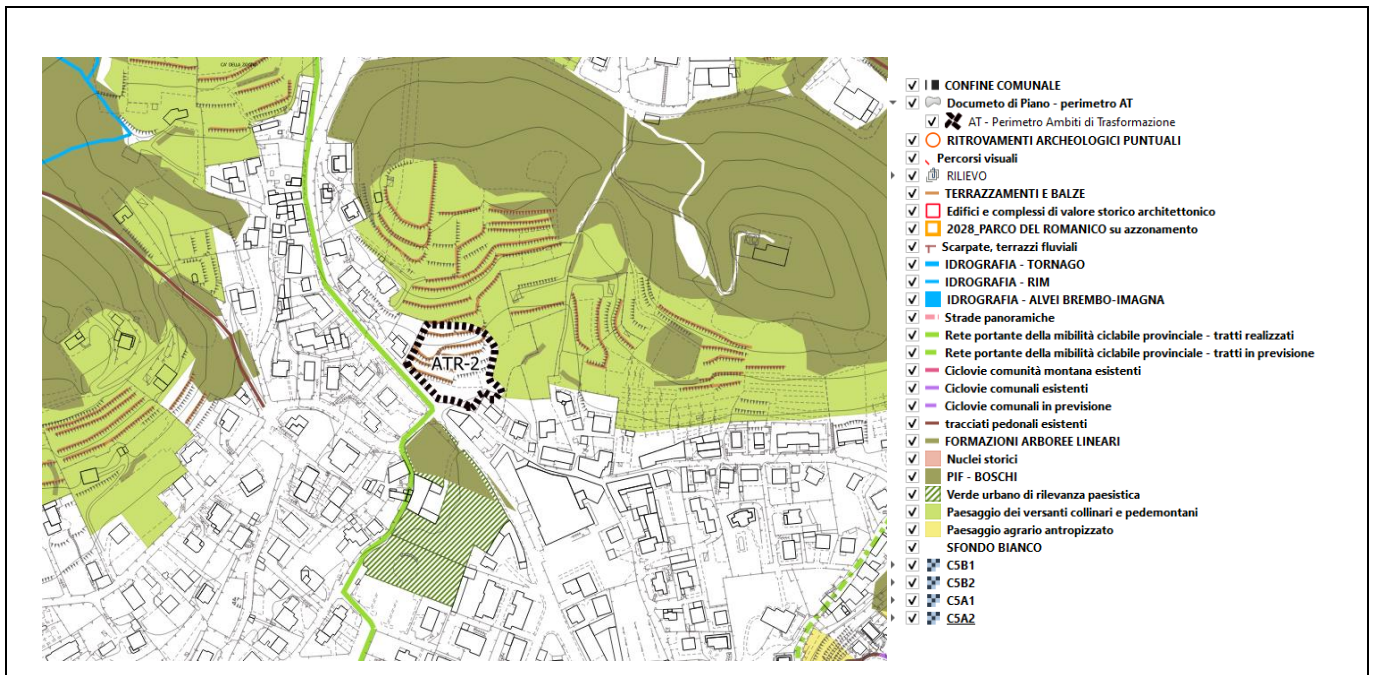 CA' DELLA
ATR-2
CONFINE COMUNALE
Documeto di Piano - perimetro AT
AT - Perimetro Ambiti di Trasformazione
RITROVAMENTI ARCHEOLOGICI PUNTUALI
Percorsi visuali
RILIEVO
TERRAZZAMENTI E BALZE
Edifici e complessi di valore storico architettonico
2028_PARCO DEL ROMANICO su azzonamento
Scarpate, terrazzi fluviali
IDROGRAFIA - TORNAGO
IDROGRAFIA - RIM
IDROGRAFIA - ALVEI BREMBO-IMAGNA
Strade panoramiche
Rete portante della mibilità ciclabile provinciale - tratti realizzati
Rete portante della mibilità ciclabile provinciale - tratti in previsione
Ciclovie comunità montana esistenti
Ciclovie comunali esistenti
Ciclovie comunali in previsione
tracciati pedonali esistenti
FORMAZIONI ARBOREE LINEARI
Nuclei storici
PIF - BOSCHI
Verde urbano di rilevanza paesistica
Paesaggio dei versanti collinari e pedemontani
Paesaggio agrario antropizzato
SFONDO BIANCO
C5B1
C5B2
C5A1
C5A2